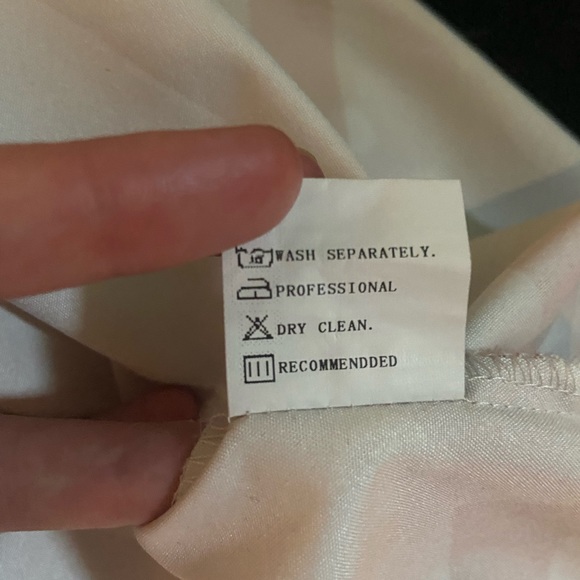 WASH SEPARATELY.
PROFESSIONAL
DRY CLEAN.
RECOMMENDDED